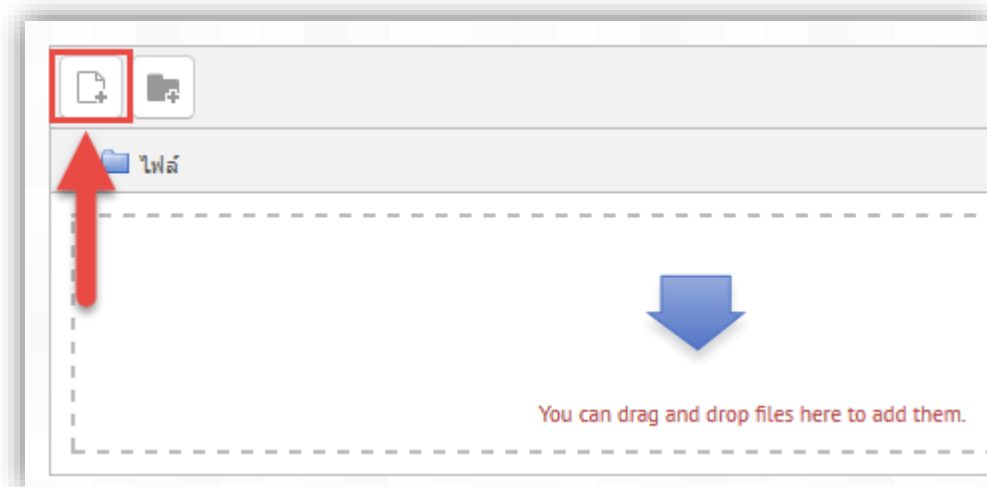 ไฟล์
You can drag and drop files here to add them.